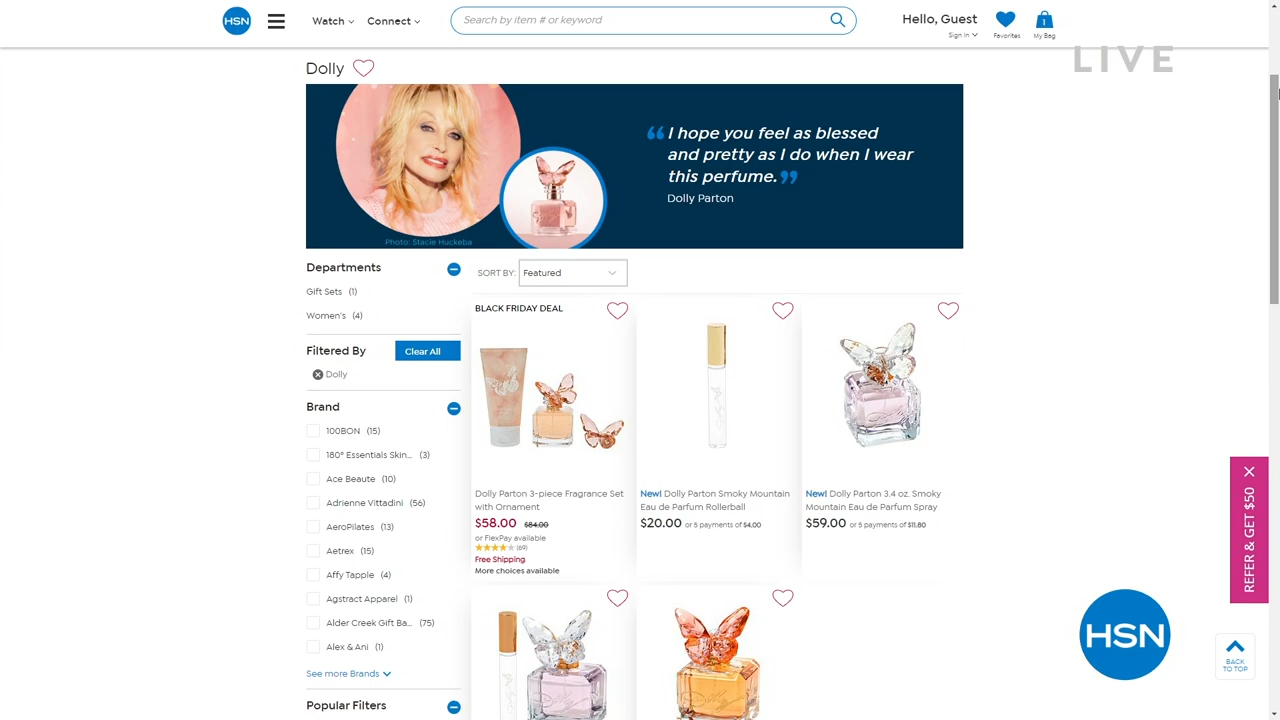 HSN
Watch
Connect
Search by item # or keyword
Hello, Guest
Sign In
Favorites
1
My Bag
LIVE
Dolly
“ I hope you feel as blessed
and pretty as I do when I wear
this perfume. ”
Dolly Parton
Photo: Stacie Huckeba
Departments
Gift Sets (1)
Women's (4)
Filtered By
Clear All
Dolly
Brand
100BON (15)
180º Essentials Skin... (3)
Ace Beaute (10)
Adrienne Vittadini (56)
AeroPilates (13)
Aetrex (15)
Affy Tapple (4)
Agstract Apparel (1)
Alder Creek Gift Ba... (75)
Alex & Ani (1)
See more Brands
Popular Filters
SORT BY: Featured
BLACK FRIDAY DEAL
Dolly Parton 3-piece Fragrance Set
with Ornament
$58.00 $84.00
or FlexPay available
(69)
Free Shipping
More choices available
New! Dolly Parton Smoky Mountain
Eau de Parfum Rollerball
$20.00 or 5 payments of $4.00
New! Dolly Parton 3.4 oz. Smoky
Mountain Eau de Parfum Spray
$59.00 or 5 payments of $11.80
REFER & GET $50
HSN
BACK
TO TOP